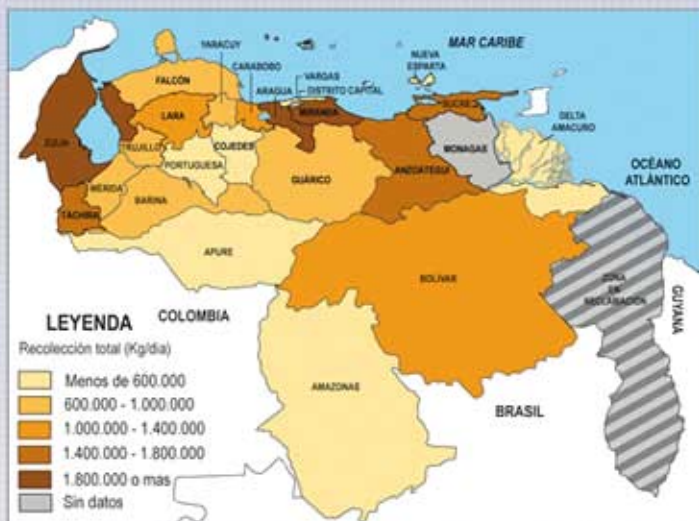 MAR CARIBE
YARACUY
CARABOBO
NUEVA
ESPARTA
VARGAS
DISTRITO CAPITAL
FALCÓN
ARAGUA
MIRANDA
SUCRE
LARA
DELTA
AMACURO
ZULIA
TRUJILLO
COJEDES
MONAGAS
PORTUGUESA
OCÉANO
ATLÁNTICO
ANZOÁTEGUI
GUÁRICO
MÉRIDA
BARINA
TÁCHIRA
APURE
BOLÍVAR
ZONA
EN
RECLAMACIÓN
GUYANA
COLOMBIA
LEYENDA
Recolección total (Kg/dia)
Menos de 600.000
600.000 - 1.000.000
1.000.000 - 1.400.000
1.400.000 - 1.800.000
1.800.000 o mas
Sin datos
AMAZONAS
BRASIL